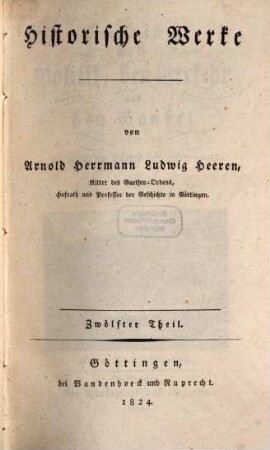 Historische Werke
von
Arnold Herrmann Ludwig Heeren,
Ritter des Guelfen-Ordens,
Hofrath und Professor der Geschichte in Göttingen.
Zwölfter Theil.
Göttingen,
bei Vandenhoeck und Ruprecht.
1824.